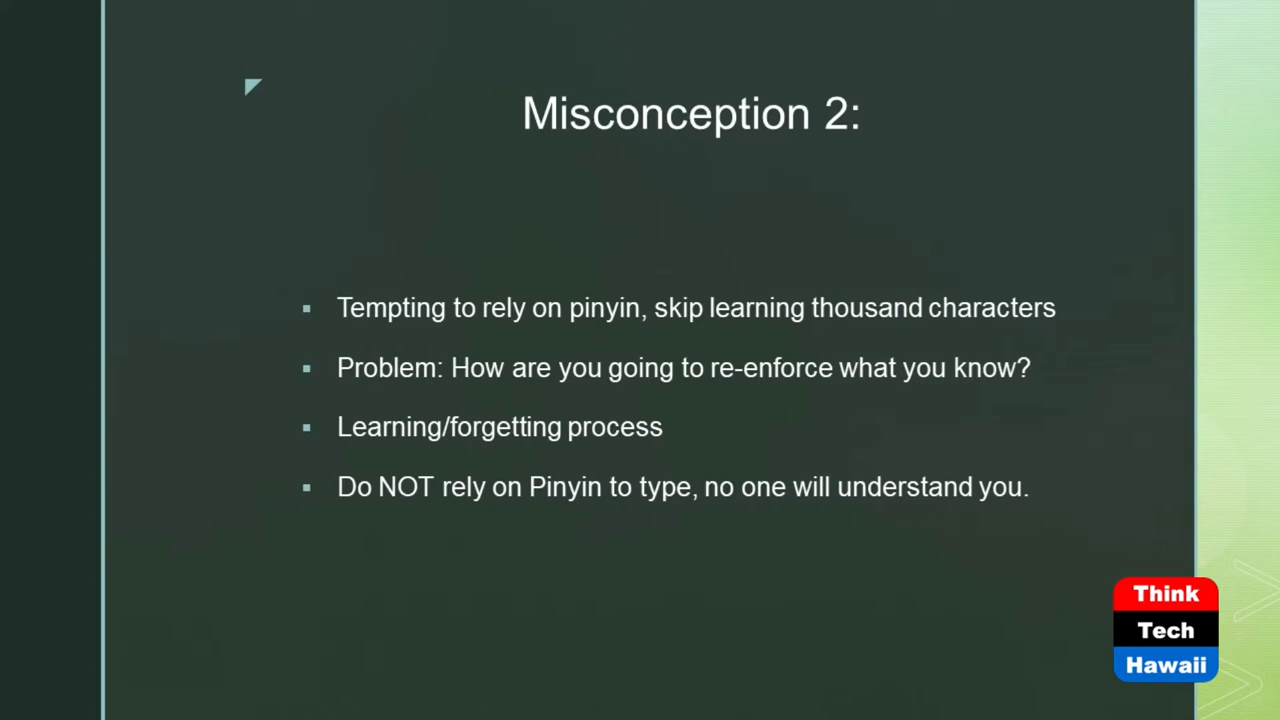 Misconception 2:
Tempting to rely on pinyin, skip learning thousand characters
Problem: How are you going to re-enforce what you know?
Learning/forgetting process
Do NOT rely on Pinyin to type, no one will understand you.
Think
Tech
Hawaii